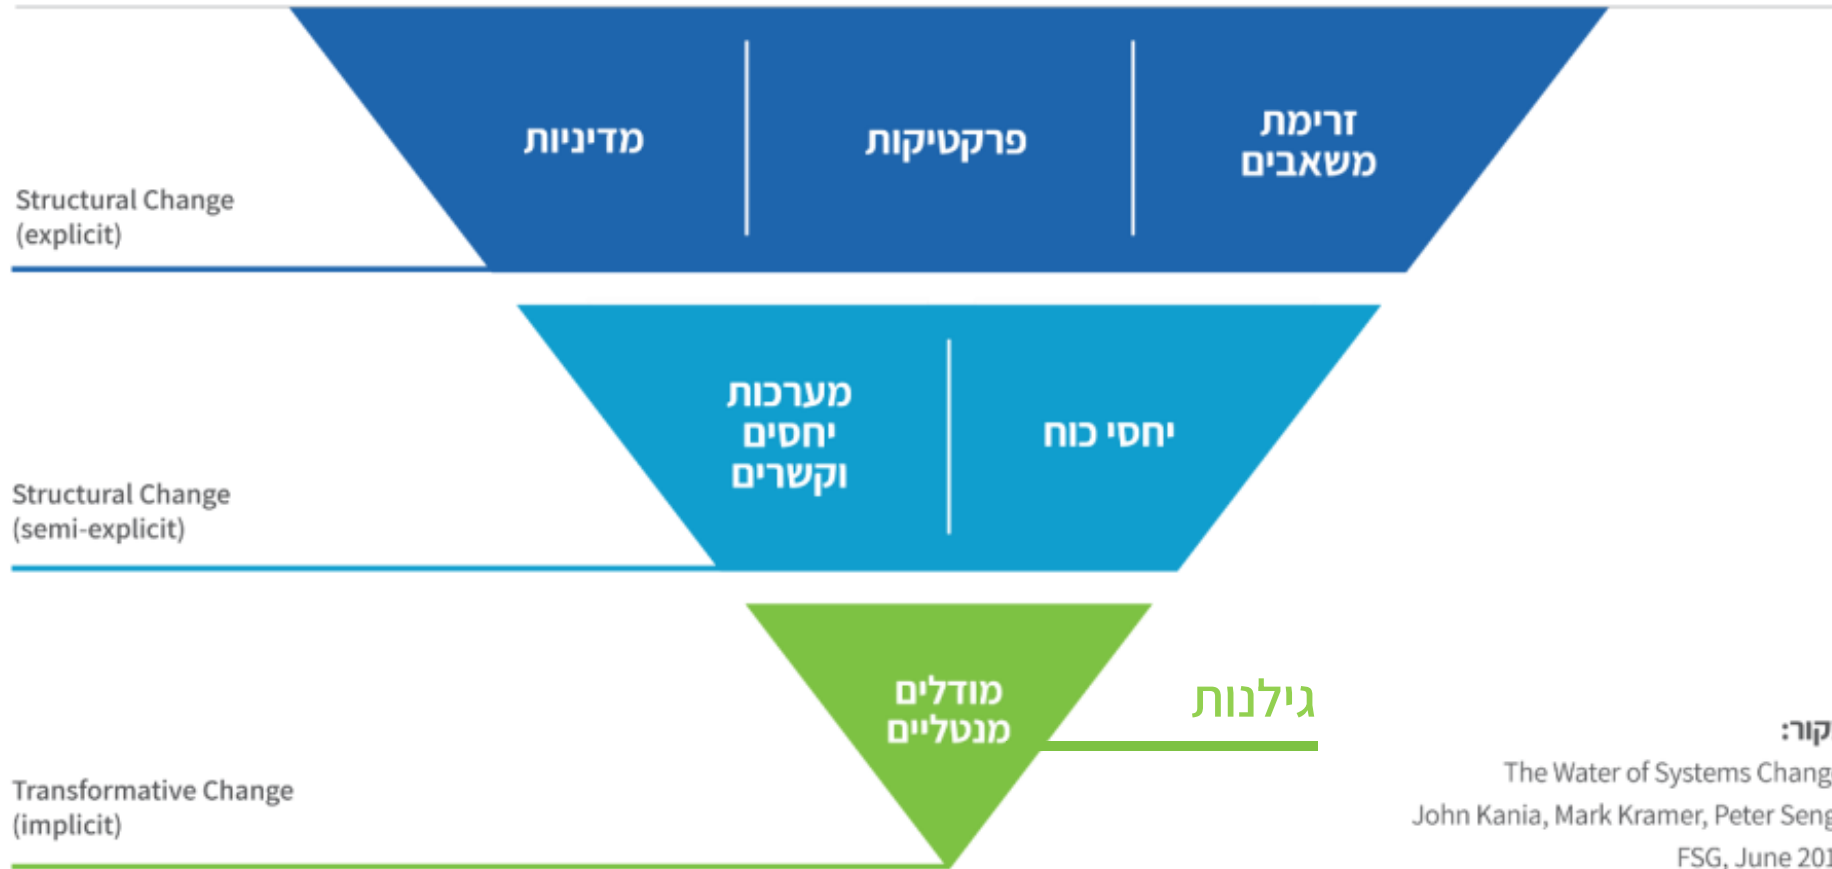 זרימת
משאבים
פרקטיקות
מדיניות
Structural Change
(explicit)
יחסי כוח
מערכות
יחסים
וקשרים
Structural Change
(semi-explicit)
מודלים
מנטליים
גילנות
Transformative Change
(implicit)
קור:
The Water of Systems Chang
John Kania, Mark Kramer, Peter Seng
FSG, June 201